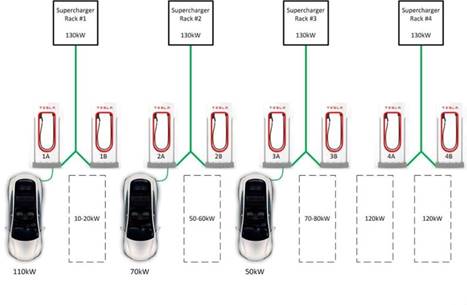 Supercharger
Rack #1
130kW
Supercharger
Rack #2
130kW
Supercharger
Rack #3
130kW
Supercharger
Rack #4
130kW
TESLA
TESLA
TESLA
TESLA
TESLA
TESLA
TESLA
TESLA
1A
1B
2A
2B
3A
3B
4A
4B
10-20kW
50-60kW
70-80kW
120kW
120kW
110kW
70kW
50kW